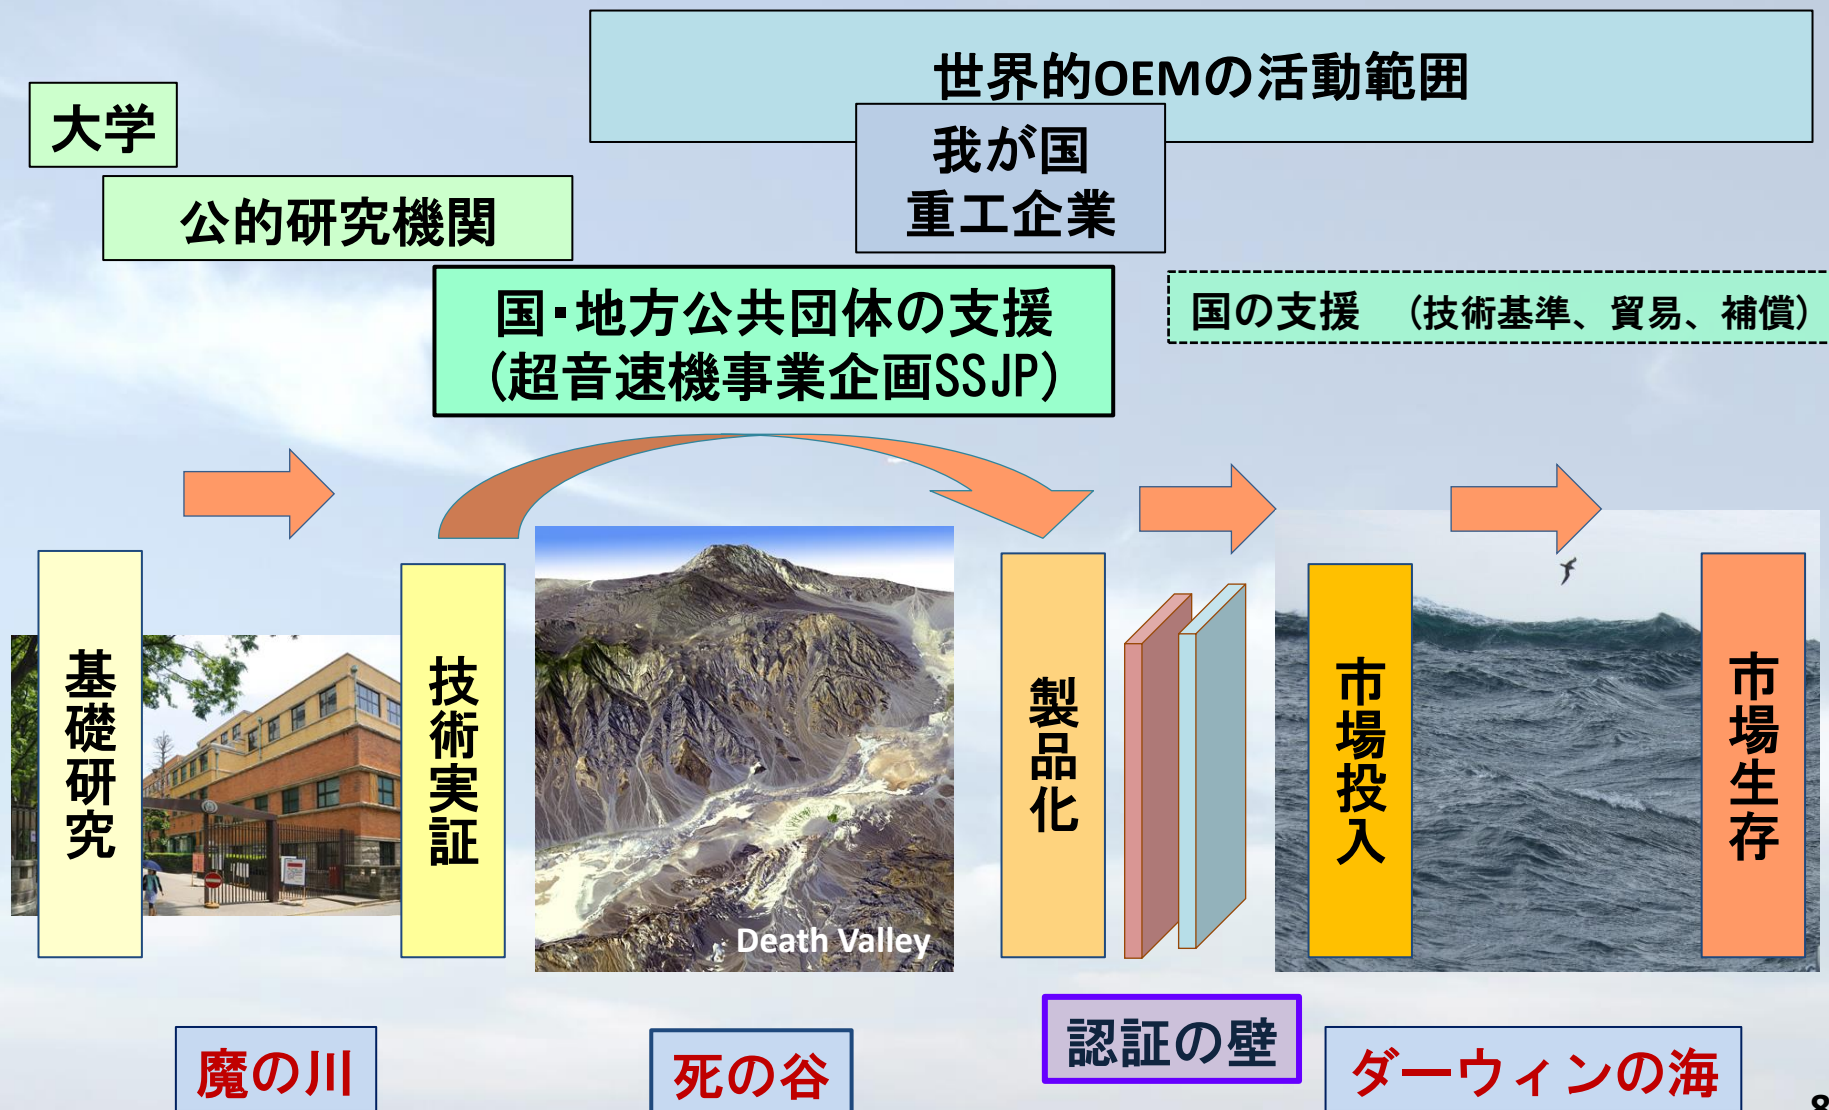 世界的OEMの活動範囲
大学
我が国
重工企業
公的研究機関
国・地方公共団体の支援
(超音速機事業企画SSJP)
国の支援 (技術基準、貿易、補償)
基礎研究
技術実証
製品化
市場投入
市場生存
Death Valley
認証の壁
魔の川
死の谷
ダーウィンの海
8